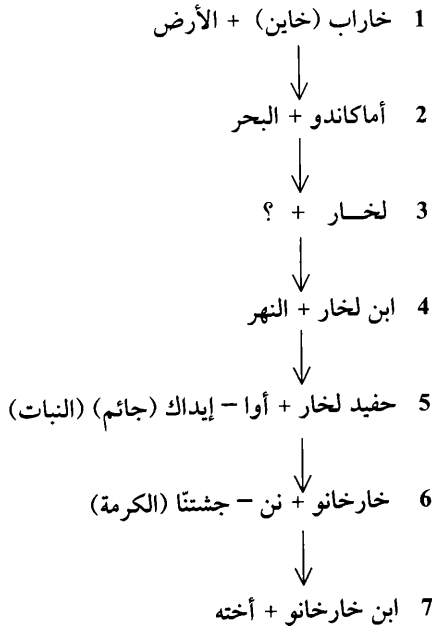 1 خاراب (خاين) + الأرض
2 أماكاندو + البحر
3 لخـــار + ؟
4 ابن لخار + النهر
5 حفيد لخار + أوا – إيداك (جائم) (النبات)
6 خارخانو + نن – جشتنّا (الكرمة)
7 ابن خارخانو + أخته